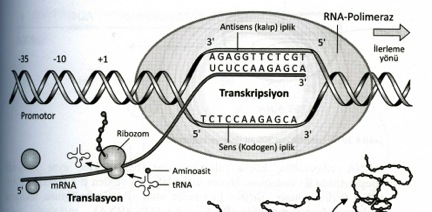 Antisens (kalıp) iplik
RNA-Polimeraz
3'
5'
İlerleme
yönü
-35
-10
+1
AGAGGTTCTCGT
UCUCCAAGAGCA
3'
Transkripsiyon
Promotor
TCTCCAAGAGCA
5'
3'
Sens (Kodogen) iplik
Ribozom
Aminoasit
tRNA
5'
mRNA
Translasyon